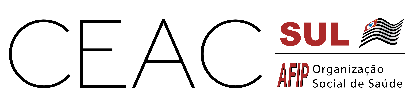 CEAC
SUL
AFIP Organização
Social de Saúde